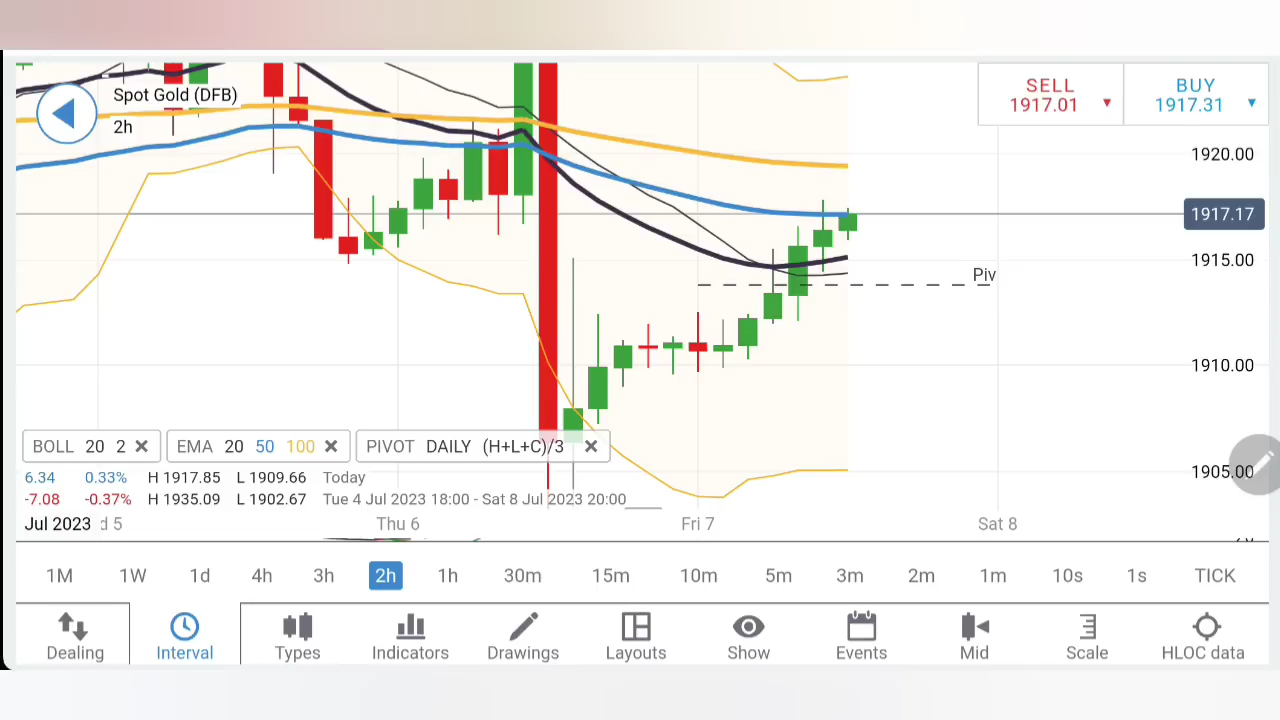 Spot Gold (DFB)
2h
SELL
1917.01
BUY
1917.31
1920.00
1917.17
1915.00
Piv
1910.00
1905.00
BOLL 20 2
EMA 20 50 100
PIVOT DAILY (H+L+C)/3
6.34 0.33% H 1917.85 L 1909.66 Today
-7.08 -0.37% H 1935.09 L 1902.67 Tue 4 Jul 2023 18:00 - Sat 8 Jul 2023 20:00
Jul 2023 d 5 Thu 6 Fri 7 Sat 8
1M 1W 1d 4h 3h 2h 1h 30m 15m 10m 5m 3m 2m 1m 10s 1s TICK
Dealing Interval Types Indicators Drawings Layouts Show Events Mid Scale HLOC data